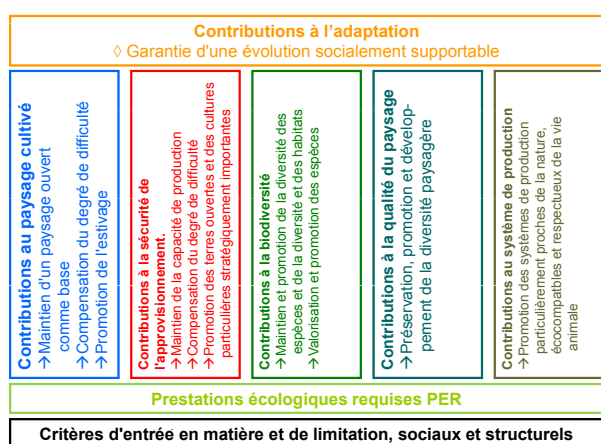 Contributions à l'adaptation
◊ Garantie d'une évolution socialement supportable
Contributions au paysage cultivé
→Maintien d'un paysage ouvert
comme base
→Compensation du degré de difficulté
→Promotion de l'estivage
Contributions à la sécurité de
l'approvisionnement.
→Maintien de la capacité de production
→Compensation du degré de difficulté
→Promotion des terres ouvertes et des cultures
particulières stratégiquement importantes
Contributions à la biodiversité
→Maintien et promotion de la diversité des
espèces et de la diversité et des habitats
→Valorisation et promotion des espèces
Contributions à la qualité du paysage
→Préservation, promotion et dévelop-
pement de la diversité paysagère
Contributions au système de production
→Promotion des systèmes de production
particulièrement proches de la nature,
écocompatibles et respectueux de la vie
animale
Prestations écologiques requises PER
Critères d'entrée en matière et de limitation, sociaux et structurels